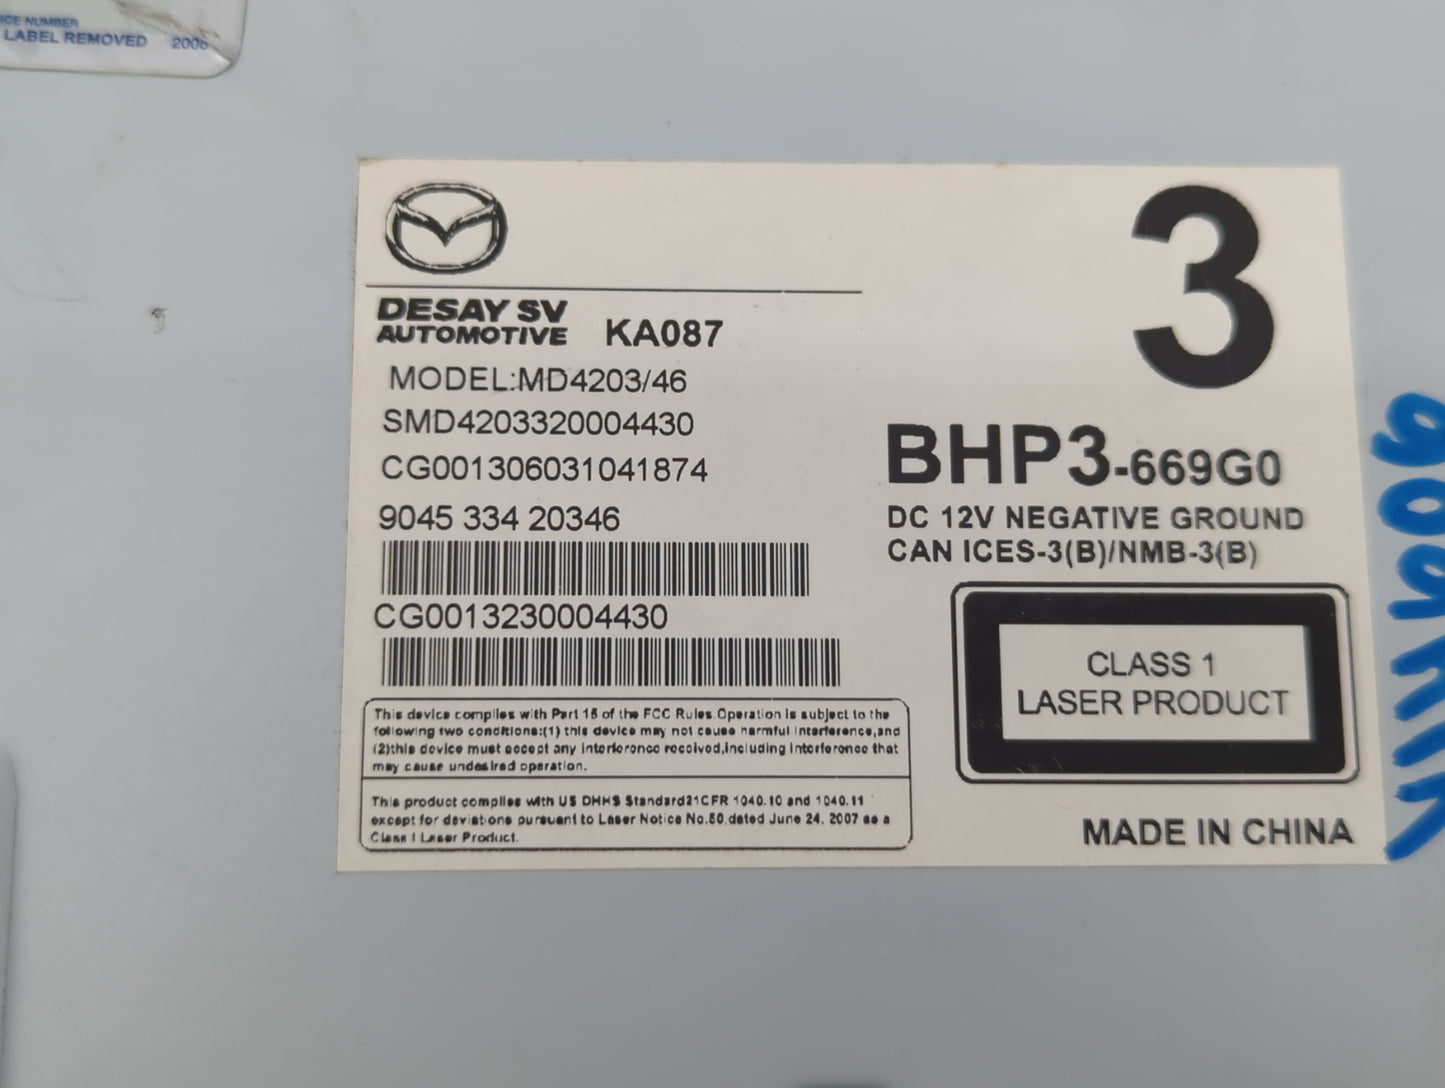 ICE NUMBER
LABEL REMOVED 2006
3
DESAY SV
AUTOMOTIVE KA087
MODEL:MD4203/46
SMD4203320004430
CG001306031041874
9045 334 20346
CG0013230004430
BHP3-669G0
DC 12V NEGATIVE GROUND
CAN ICES-3(B)/NMB-3(B)
CLASS 1
LASER PRODUCT
This device complies with Part 15 of the FCC Rules.Operation is subject to the
following two conditions:(1) this device may not cause harmful interference,and
(2)this device must accept any interference received,including interference that
may cause undesired operation.
This product complies with US DHHS Standard21CFR 1040.10 and 1040.11
except for deviations pursuant to Laser Notice No.50,dated June 24, 2007 as a
Class I Laser Product.
MADE IN CHINA